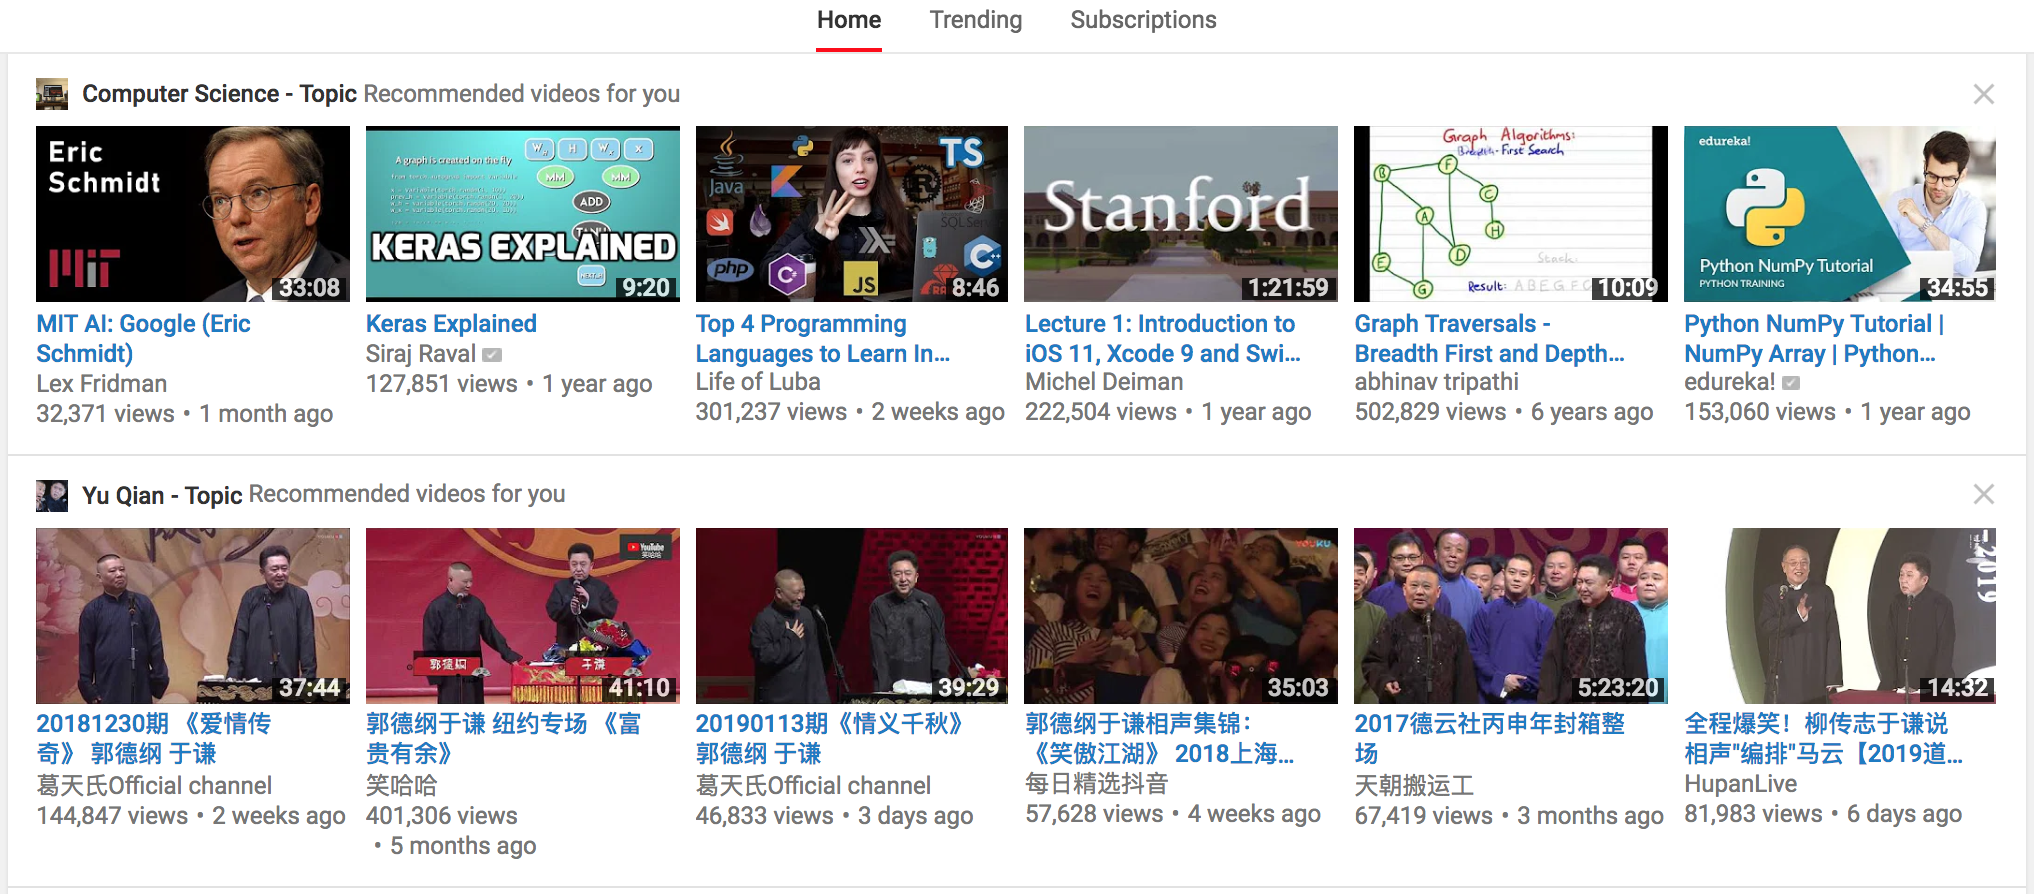 Home Trending Subscriptions
Computer Science - Topic Recommended videos for you
Eric
Schmidt
MIT
33:08
A graph is created on the fly
W_h H W_x X
MM MM
ADD
KERAS EXPLAINED
9:20
TS
Java
php
C#
JS
C++
8:46
Stanford
1:21:59
Graph Algorithms:
Breadth-First Search
B F C A H D E G
Stack:
Result: A B E G F C
10:09
edureka!
Python NumPy Tutorial
PYTHON TRAINING
34:55
MIT AI: Google (Eric
Schmidt)
Lex Fridman
32,371 views • 1 month ago
Keras Explained
Siraj Raval
127,851 views • 1 year ago
Top 4 Programming
Languages to Learn In...
Life of Luba
301,237 views • 2 weeks ago
Lecture 1: Introduction to
iOS 11, Xcode 9 and Swi...
Michel Deiman
222,504 views • 1 year ago
Graph Traversals -
Breadth First and Depth...
abhinav tripathi
502,829 views • 6 years ago
Python NumPy Tutorial |
NumPy Array | Python...
edureka!
153,060 views • 1 year ago
Yu Qian - Topic Recommended videos for you
37:44
YouTube
笑哈哈
郭德纲
于谦
41:10
39:29
YOUKU
35:03
5:23:20
-2019
14:32
20181230期 《爱情传
奇》 郭德纲 于谦
葛天氏Official channel
144,847 views • 2 weeks ago
郭德纲于谦 纽约专场 《富
贵有余》
笑哈哈
401,306 views
• 5 months ago
20190113期《情义千秋》
郭德纲 于谦
葛天氏Official channel
46,833 views • 3 days ago
郭德纲于谦相声集锦：
《笑傲江湖》 2018上海...
每日精选抖音
57,628 views • 4 weeks ago
2017德云社丙申年封箱整
场
天朝搬运工
67,419 views • 3 months ago
全程爆笑！柳传志于谦说
相声"编排"马云【2019道...
HupanLive
81,983 views • 6 days ago